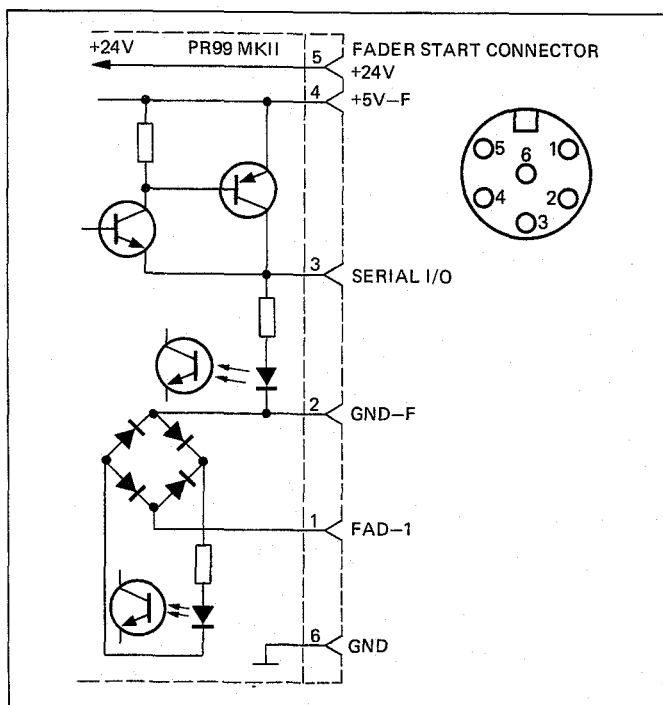 +24V PR99 MKII 5 FADER START CONNECTOR
+24V
4 +5V–F
5 6 1
4 2
3
3 SERIAL I/O
2 GND–F
1 FAD–1
6 GND